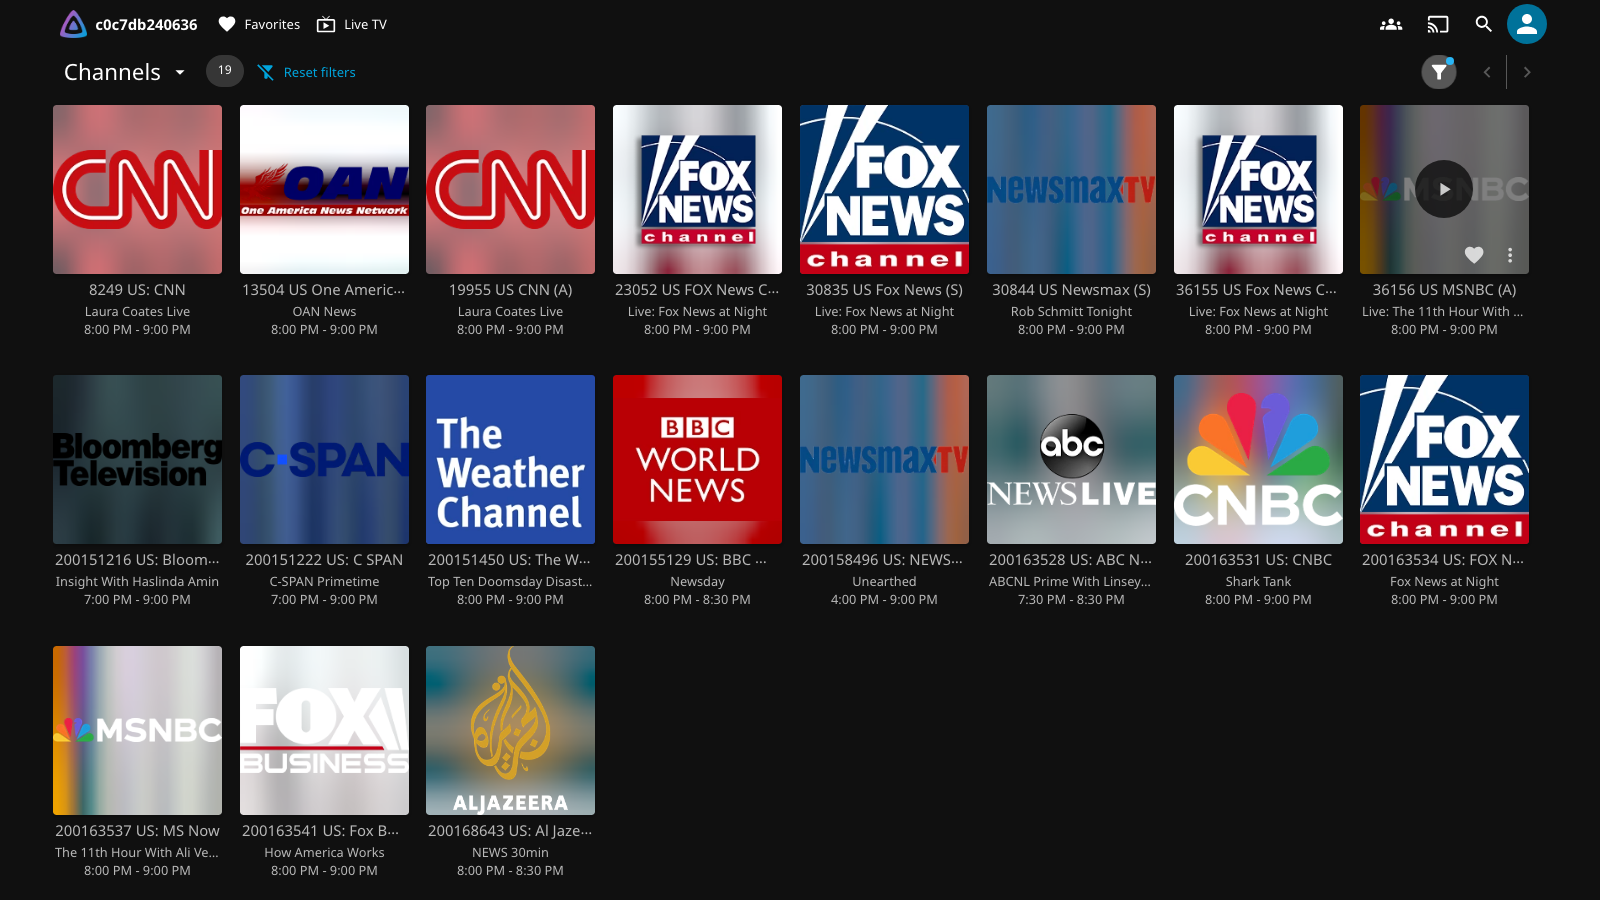 c0c7db240636 Favorites Live TV
Channels 19 Reset filters
CNN
OAN
One America News Network
CNN
FOX
NEWS
channel
FOX
NEWS
channel
NEWSMAXTV
FOX
NEWS
channel
MSNBC
8249 US: CNN
Laura Coates Live
8:00 PM - 9:00 PM
13504 US One Americ...
OAN News
8:00 PM - 9:00 PM
19955 US CNN (A)
Laura Coates Live
8:00 PM - 9:00 PM
23052 US FOX News C...
Live: Fox News at Night
8:00 PM - 9:00 PM
30835 US Fox News (S)
Live: Fox News at Night
8:00 PM - 9:00 PM
30844 US Newsmax (S)
Rob Schmitt Tonight
8:00 PM - 9:00 PM
36155 US Fox News C...
Live: Fox News at Night
8:00 PM - 9:00 PM
36156 US MSNBC (A)
Live: The 11th Hour With ...
8:00 PM - 9:00 PM
Bloomberg
Television
C-SPAN
The
Weather
Channel
BBC
WORLD
NEWS
NEWSMAXTV
abc
NEWS LIVE
CNBC
FOX
NEWS
channel
200151216 US: Bloom...
Insight With Haslinda Amin
7:00 PM - 9:00 PM
200151222 US: C SPAN
C-SPAN Primetime
7:00 PM - 9:00 PM
200151450 US: The W...
Top Ten Doomsday Disast...
8:00 PM - 9:00 PM
200155129 US: BBC ...
Newsday
8:00 PM - 8:30 PM
200158496 US: NEWS...
Unearthed
4:00 PM - 9:00 PM
200163528 US: ABC N...
ABCNL Prime With Linsey...
7:30 PM - 8:30 PM
200163531 US: CNBC
Shark Tank
8:00 PM - 9:00 PM
200163534 US: FOX N...
Fox News at Night
8:00 PM - 9:00 PM
MSNBC
FOX
BUSINESS
ALJAZEERA
200163537 US: MS Now
The 11th Hour With Ali Ve...
8:00 PM - 9:00 PM
200163541 US: Fox B...
How America Works
8:00 PM - 9:00 PM
200168643 US: Al Jaze...
NEWS 30min
8:00 PM - 8:30 PM